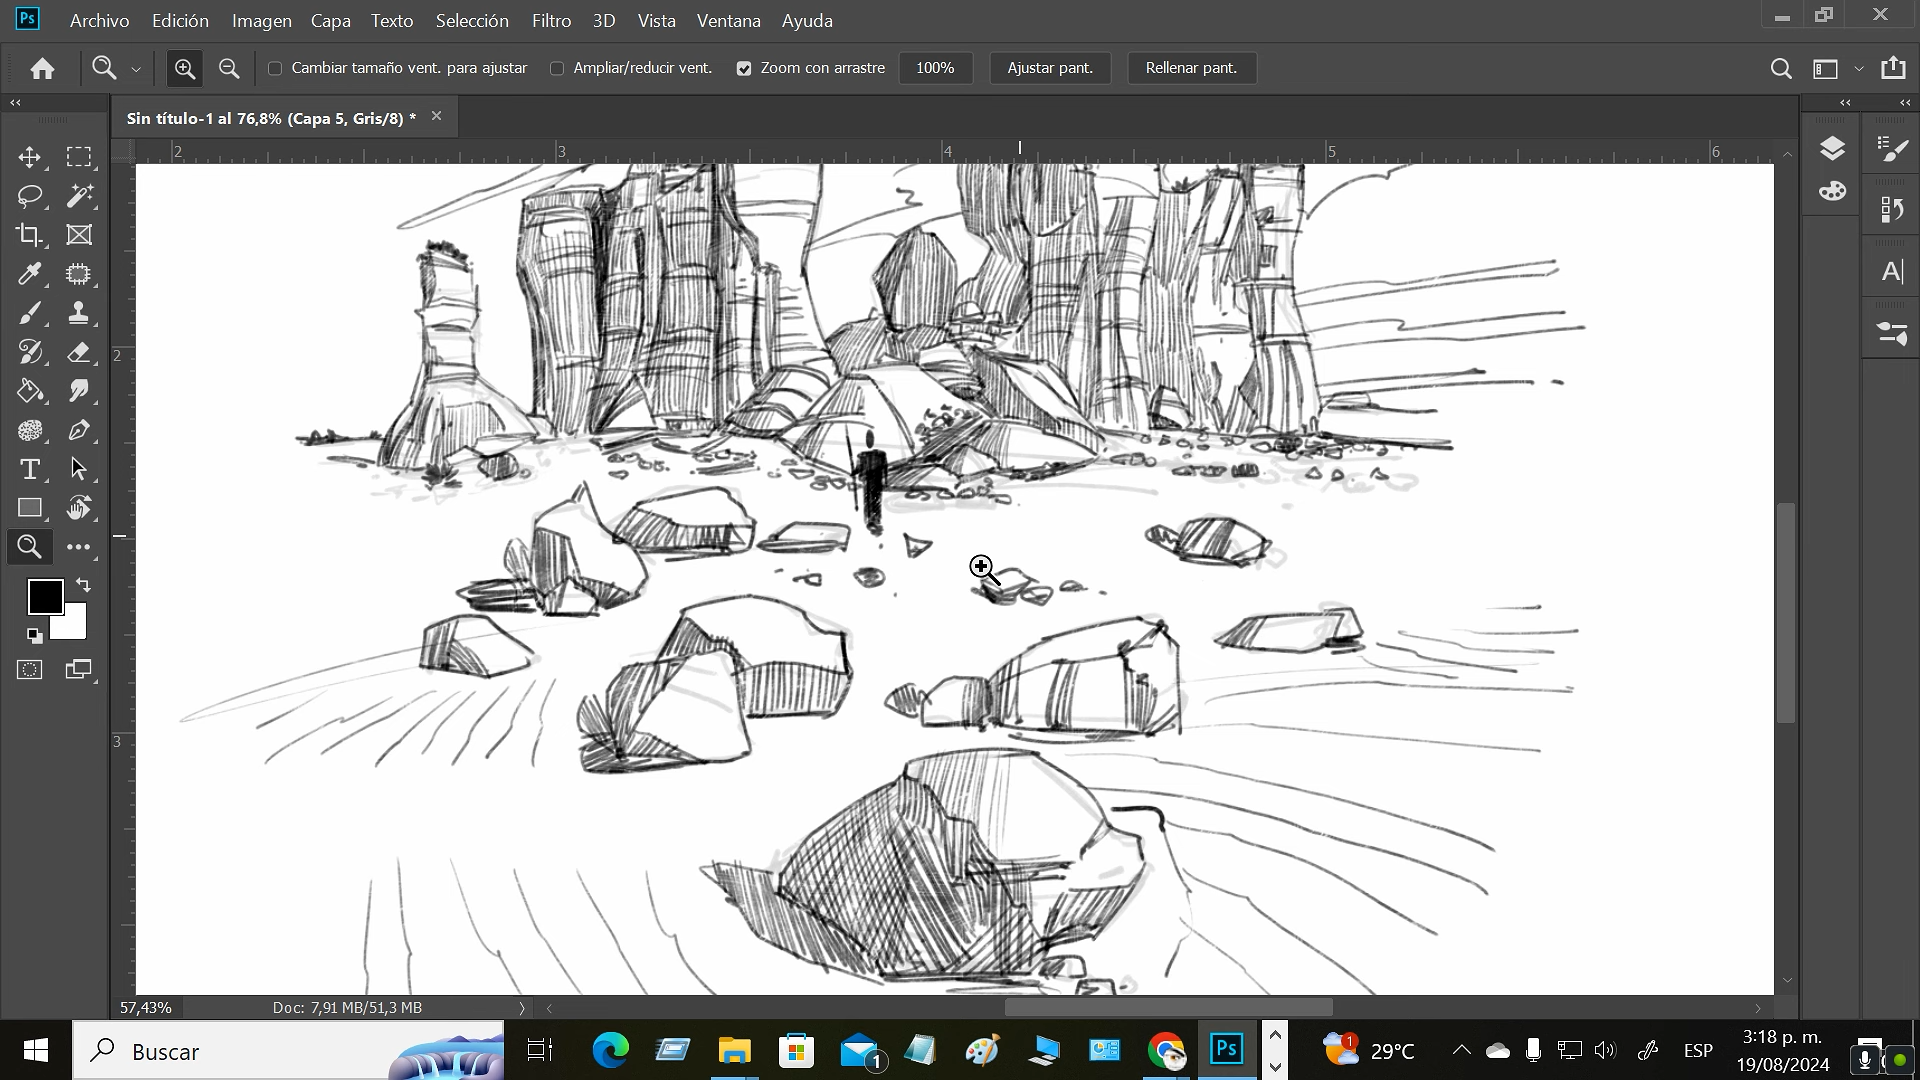 Ps
Archivo Edición Imagen Capa Texto Selección Filtro 3D Vista Ventana Ayuda
Cambiar tamaño vent. para ajustar Ampliar/reducir vent. Zoom con arrastre 100% Ajustar pant. Rellenar pant.
Sin título-1 al 76,8% (Capa 5, Gris/8) *
2 3 4 5 6
2
3
57,43% Doc: 7,91 MB/51,3 MB
Buscar
1
Ps
1
29°C
ESP
3:18 p. m.
19/08/2024